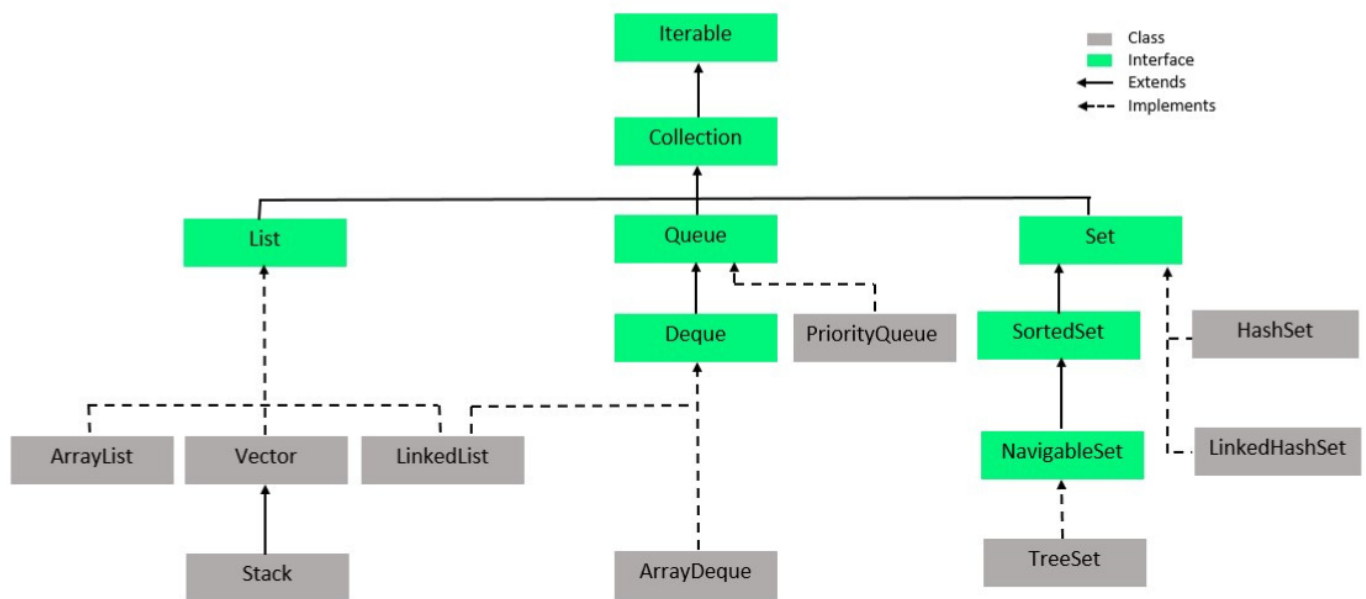 Iterable
Class
Interface
Extends
Implements
Collection
List
Queue
Set
Deque
PriorityQueue
SortedSet
HashSet
ArrayList
Vector
LinkedList
NavigableSet
LinkedHashSet
Stack
ArrayDeque
TreeSet